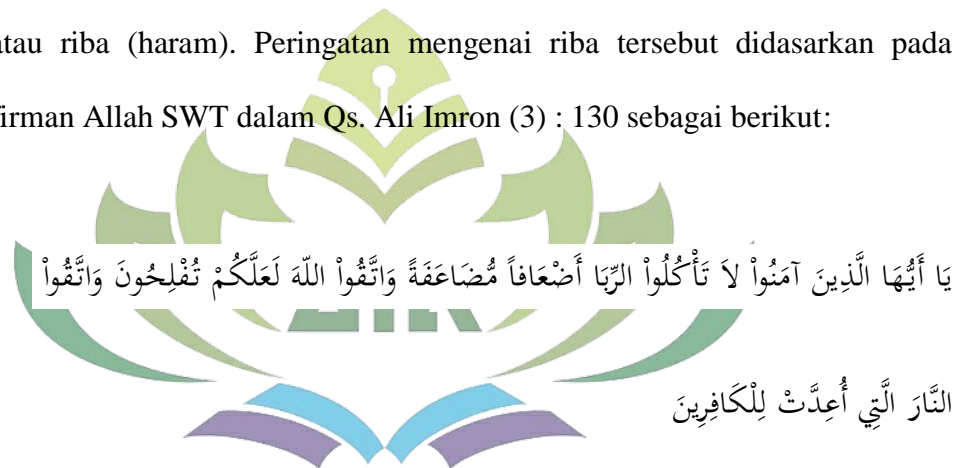 atau riba (haram). Peringatan mengenai riba tersebut didasarkan pada
firman Allah SWT dalam Qs. Ali Imron (3) : 130 sebagai berikut:
يَا أَيُّهَا الَّذِينَ آمَنُواْ لاَ تَأْكُلُواْ الرِّبَا أَضْعَافاً مُّضَاعَفَةً وَاتَّقُواْ اللّهَ لَعَلَّكُمْ تُفْلِحُونَ وَاتَّقُواْ
النَّارَ الَّتِي أُعِدَّتْ لِلْكَافِرِينَ